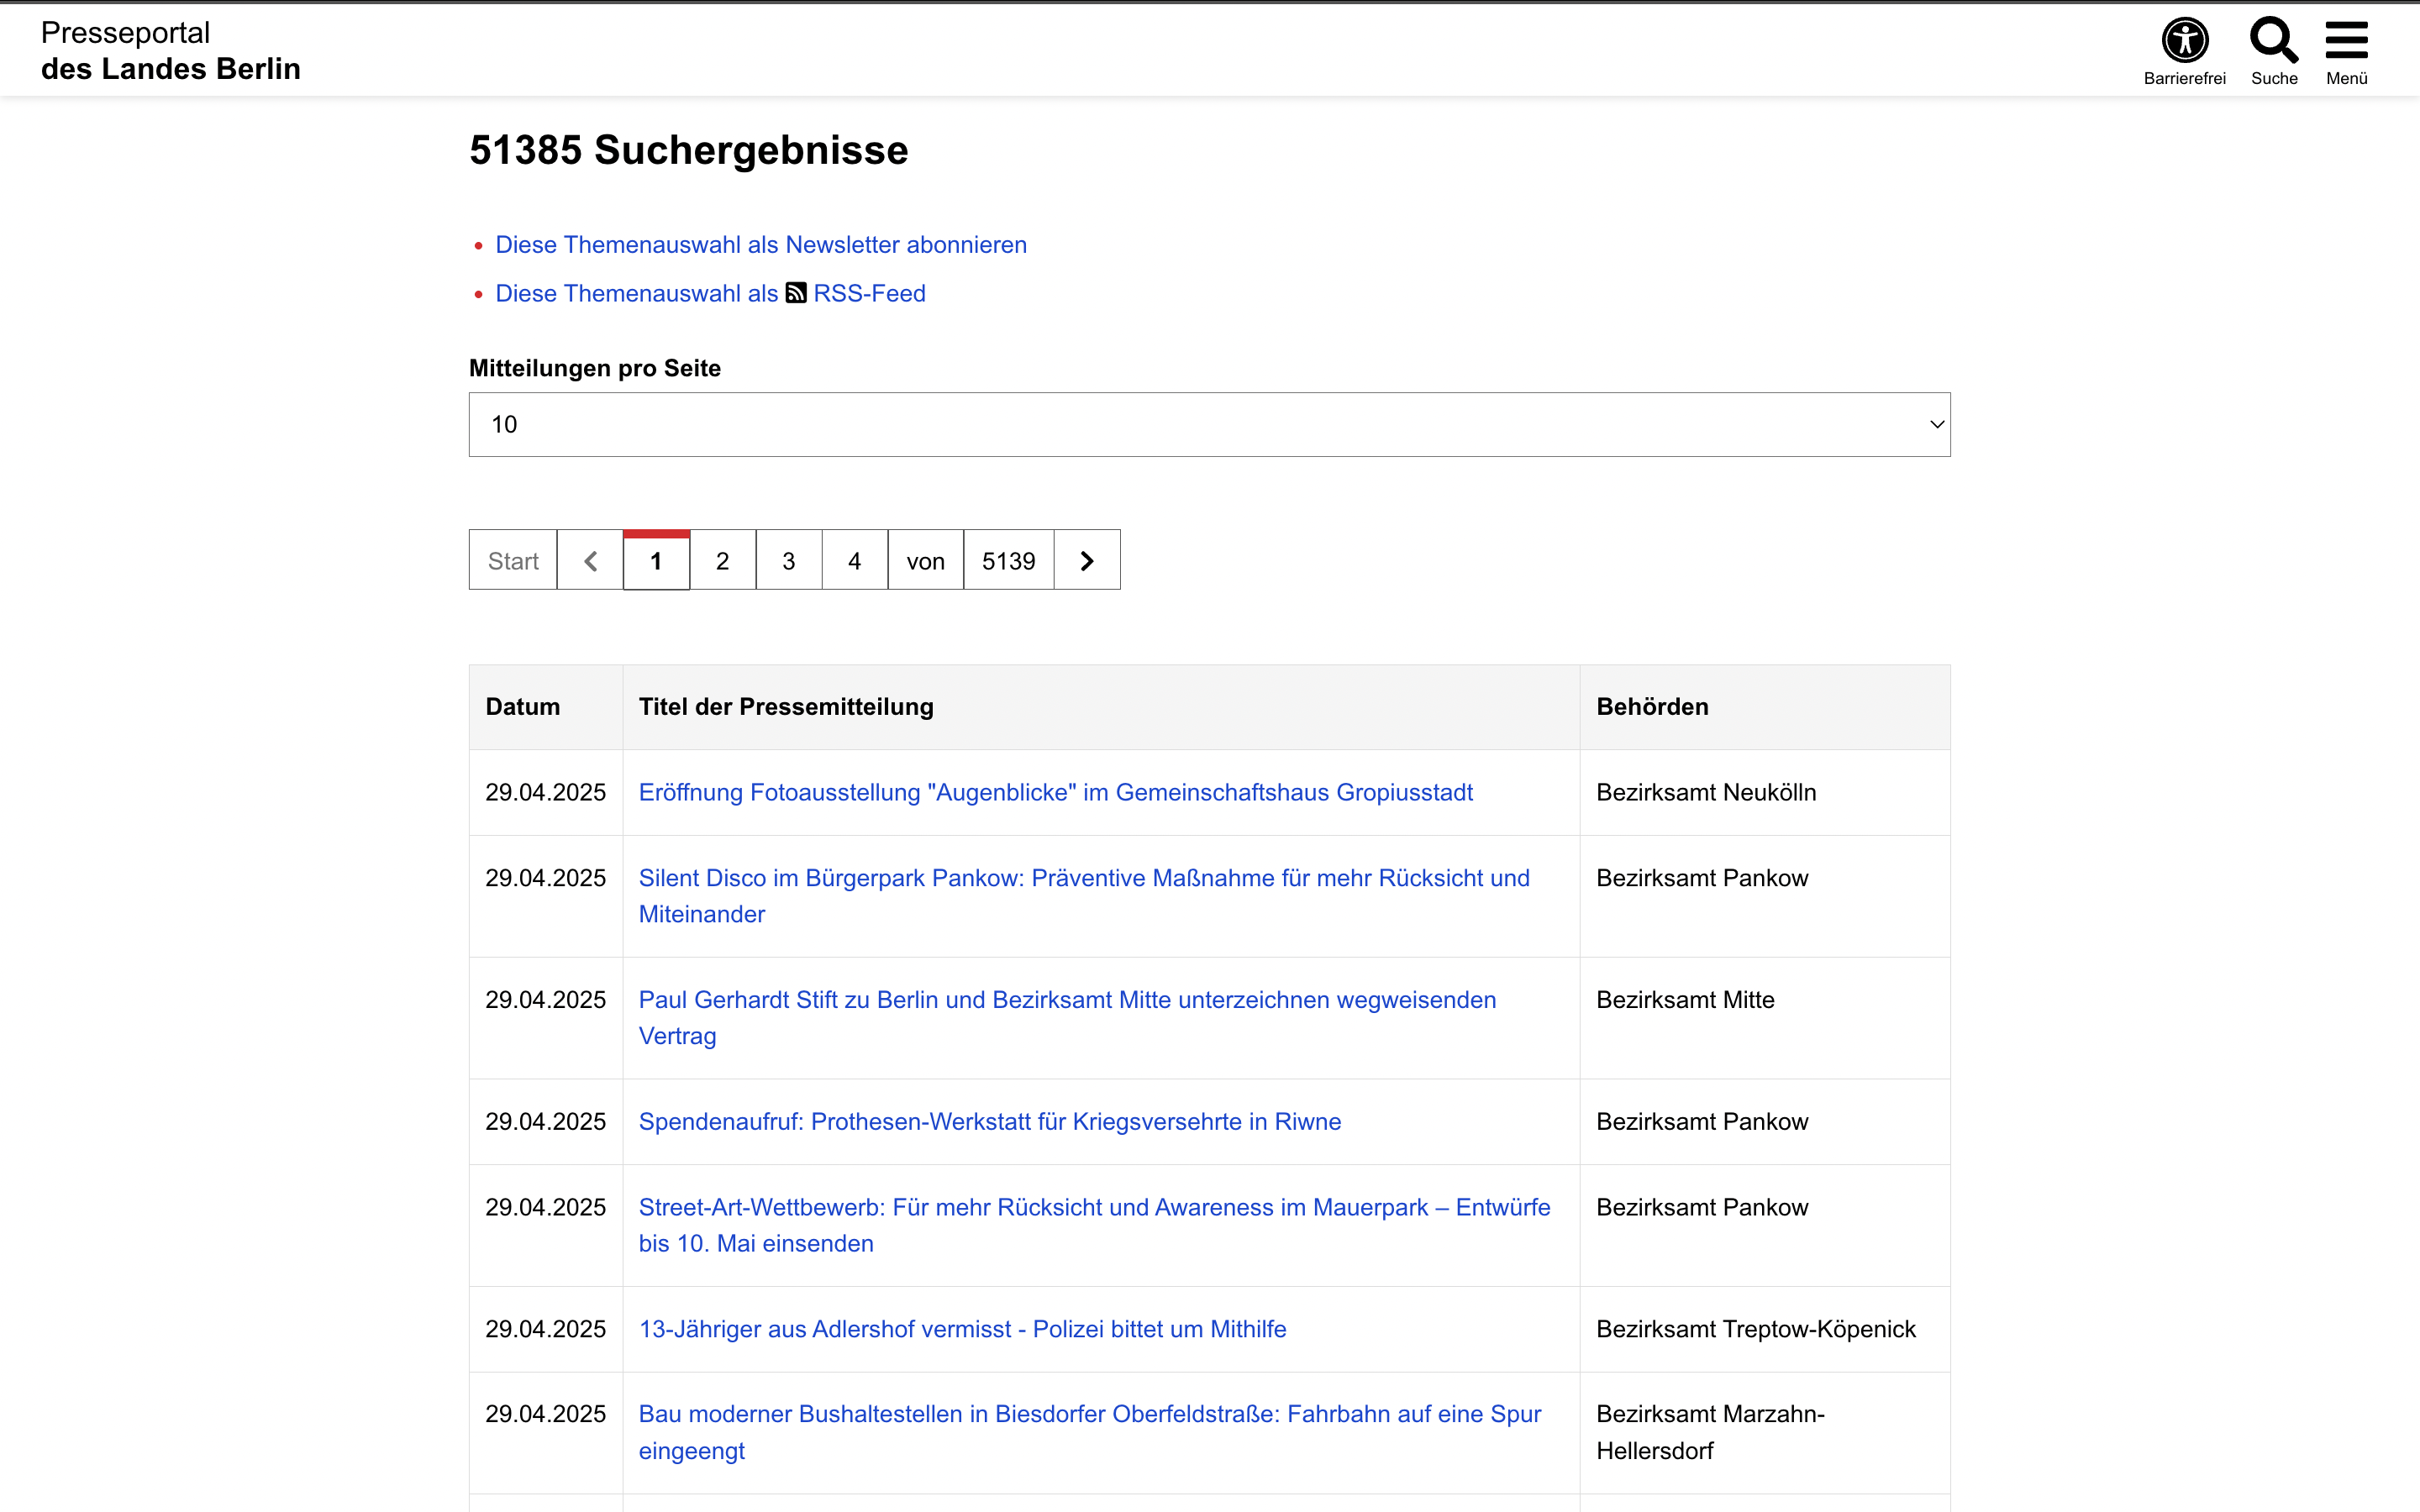 Presseportal
des Landes Berlin
Barrierefrei
Suche
Menü
51385 Suchergebnisse
Diese Themenauswahl als Newsletter abonnieren
Diese Themenauswahl als RSS-Feed
Mitteilungen pro Seite
10
Start 1 2 3 4 von 5139
Datum Titel der Pressemitteilung Behörden
29.04.2025 Eröffnung Fotoausstellung "Augenblicke" im Gemeinschaftshaus Gropiusstadt Bezirksamt Neukölln
29.04.2025 Silent Disco im Bürgerpark Pankow: Präventive Maßnahme für mehr Rücksicht und Bezirksamt Pankow
Miteinander
29.04.2025 Paul Gerhardt Stift zu Berlin und Bezirksamt Mitte unterzeichnen wegweisenden Bezirksamt Mitte
Vertrag
29.04.2025 Spendenaufruf: Prothesen-Werkstatt für Kriegsversehrte in Riwne Bezirksamt Pankow
29.04.2025 Street-Art-Wettbewerb: Für mehr Rücksicht und Awareness im Mauerpark – Entwürfe Bezirksamt Pankow
bis 10. Mai einsenden
29.04.2025 13-Jähriger aus Adlershof vermisst - Polizei bittet um Mithilfe Bezirksamt Treptow-Köpenick
29.04.2025 Bau moderner Bushaltestellen in Biesdorfer Oberfeldstraße: Fahrbahn auf eine Spur Bezirksamt Marzahn-
eingeengt Hellersdorf